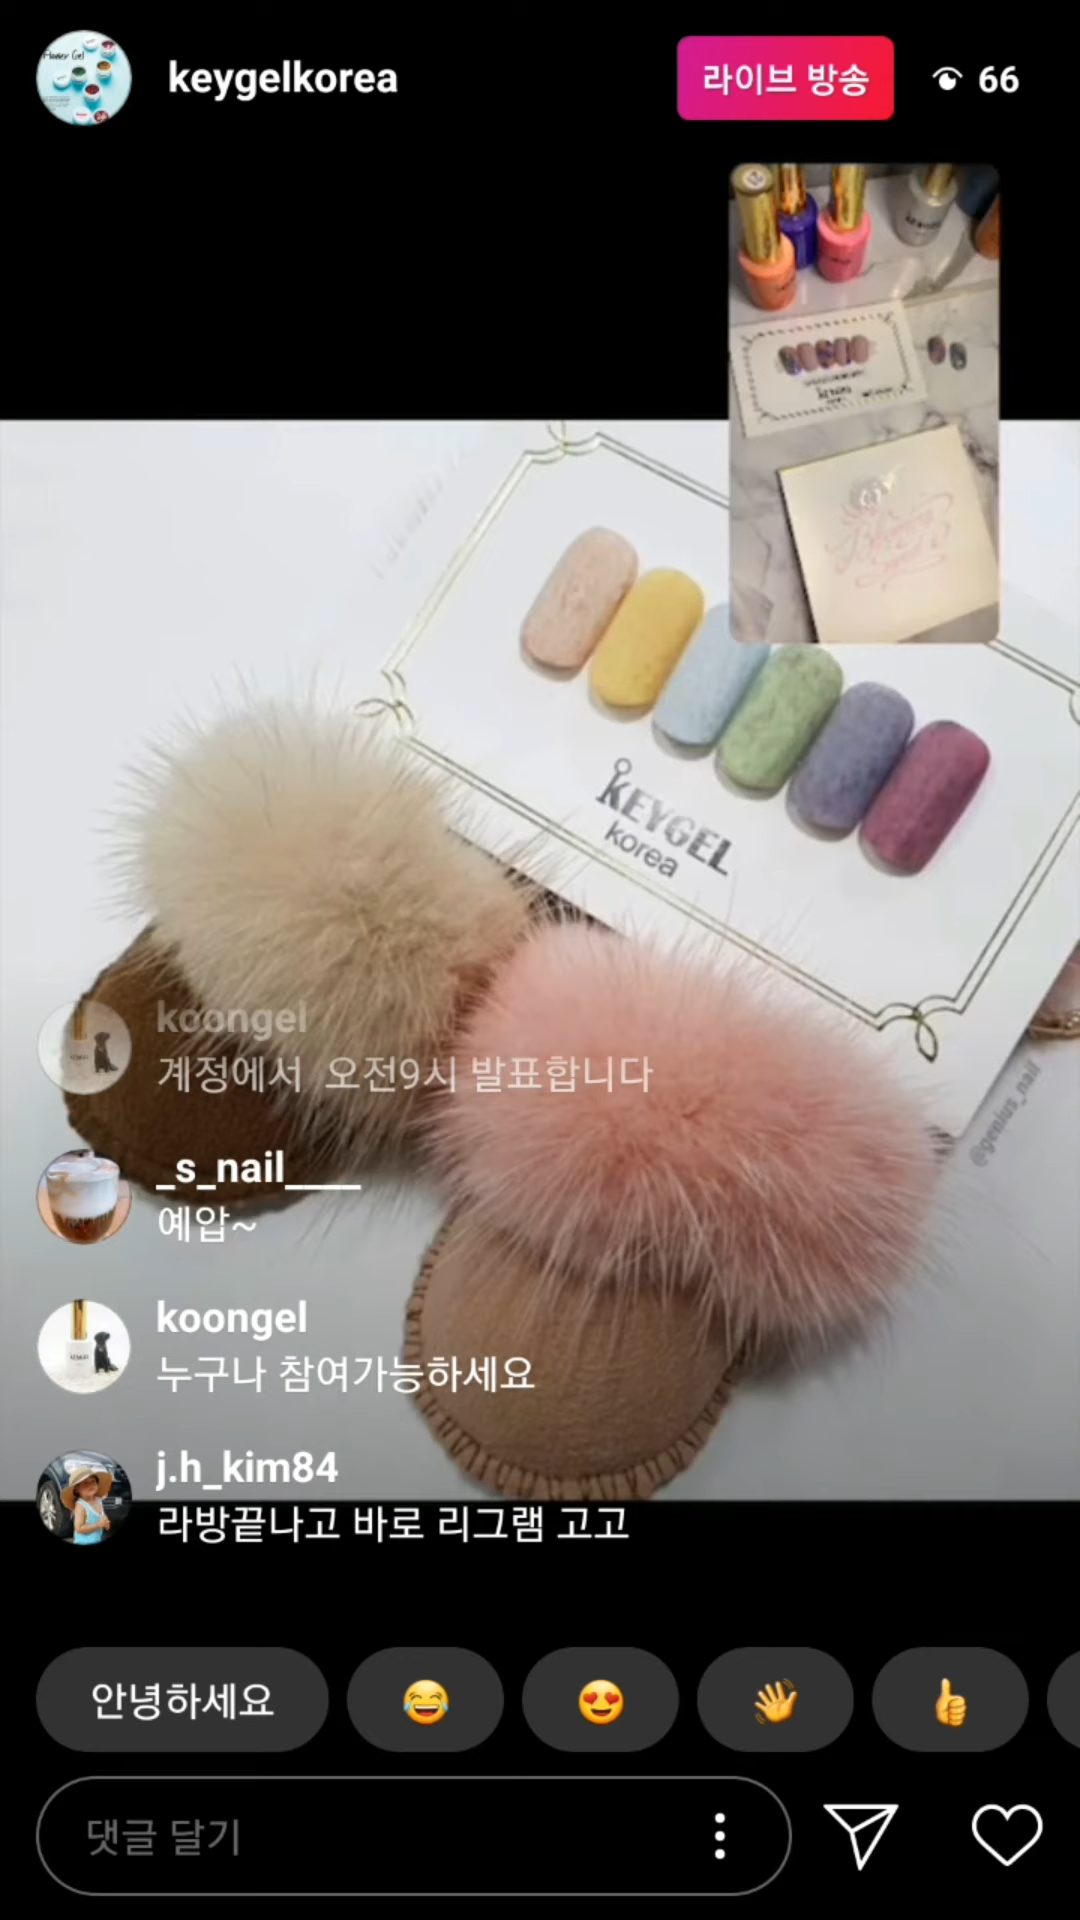 keygelkorea
라이브 방송
66
KEYGEL
korea
@genius_nail
koongel
계정에서 오전9시 발표합니다
_s_nail____
예압~
koongel
누구나 참여가능하세요
j.h_kim84
라방끝나고 바로 리그램 고고
안녕하세요
댓글 달기